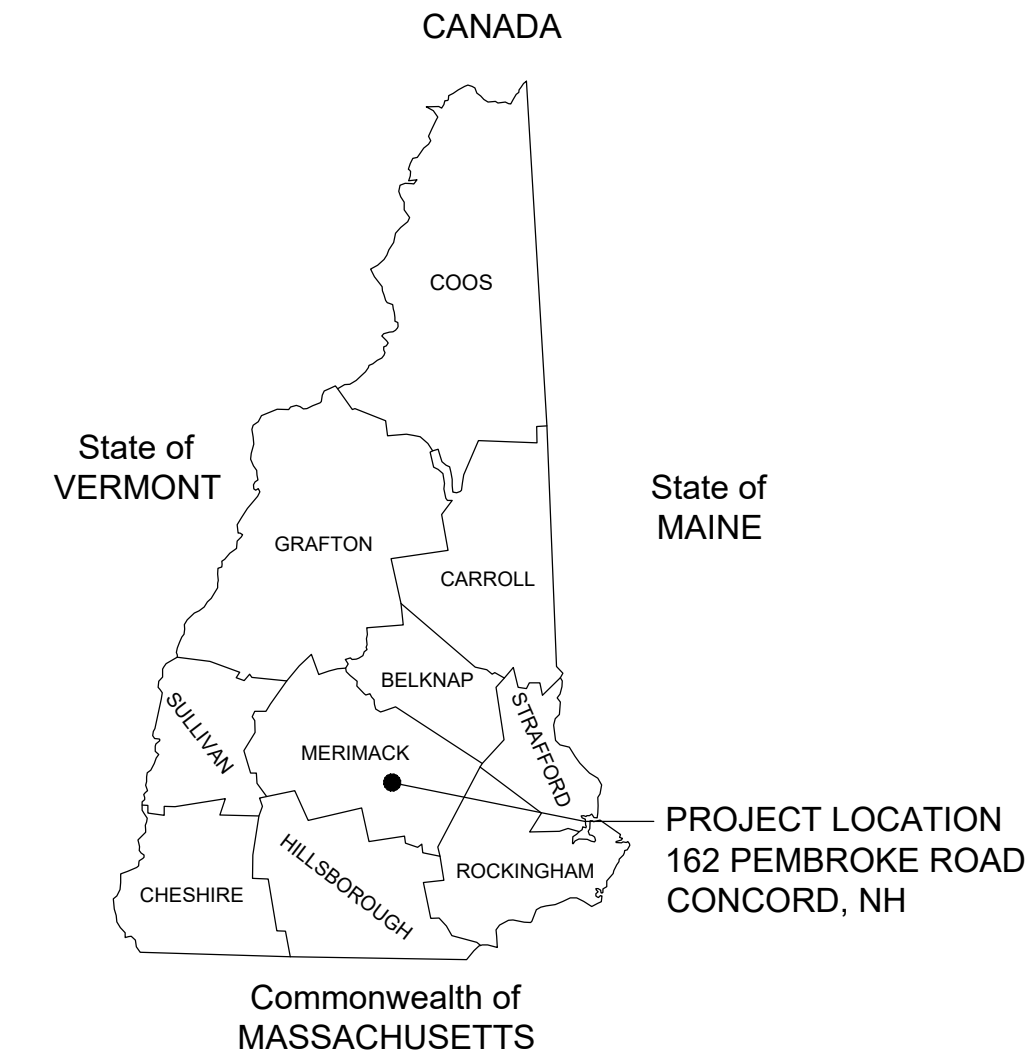 CANADA
COOS
State of
VERMONT
State of
MAINE
GRAFTON
CARROLL
BELKNAP
SULLIVAN
STRAFFORD
MERIMACK
PROJECT LOCATION
162 PEMBROKE ROAD
CONCORD, NH
HILLSBOROUGH
ROCKINGHAM
CHESHIRE
Commonwealth of
MASSACHUSETTS